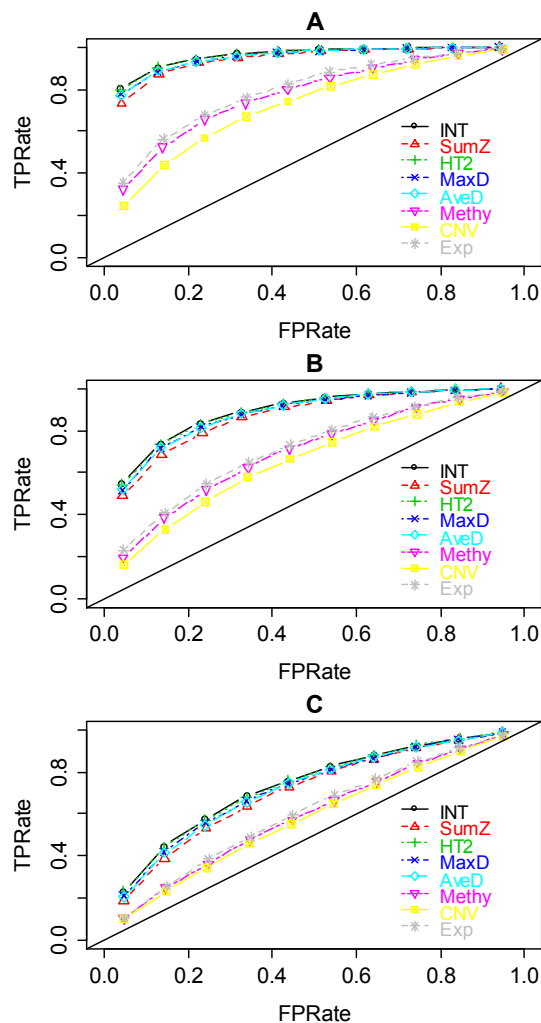 A
TPRate
0.0 0.4 0.8
INT
SumZ
HT2
MaxD
AveD
Methy
CNV
Exp
0.0 0.2 0.4 0.6 0.8 1.0
FPRate
B
TPRate
0.0 0.4 0.8
INT
SumZ
HT2
MaxD
AveD
Methy
CNV
Exp
0.0 0.2 0.4 0.6 0.8 1.0
FPRate
C
TPRate
0.0 0.4 0.8
INT
SumZ
HT2
MaxD
AveD
Methy
CNV
Exp
0.0 0.2 0.4 0.6 0.8 1.0
FPRate